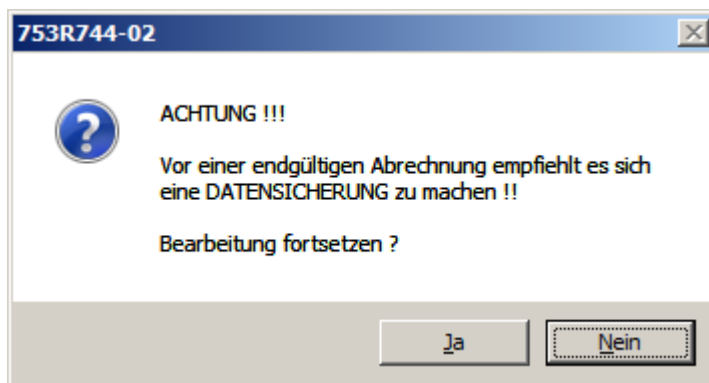 753R744-02
ACHTUNG !!!
Vor einer endgültigen Abrechnung empfiehlt es sich
eine DATENSICHERUNG zu machen !!
Bearbeitung fortsetzen ?
Ja
Nein